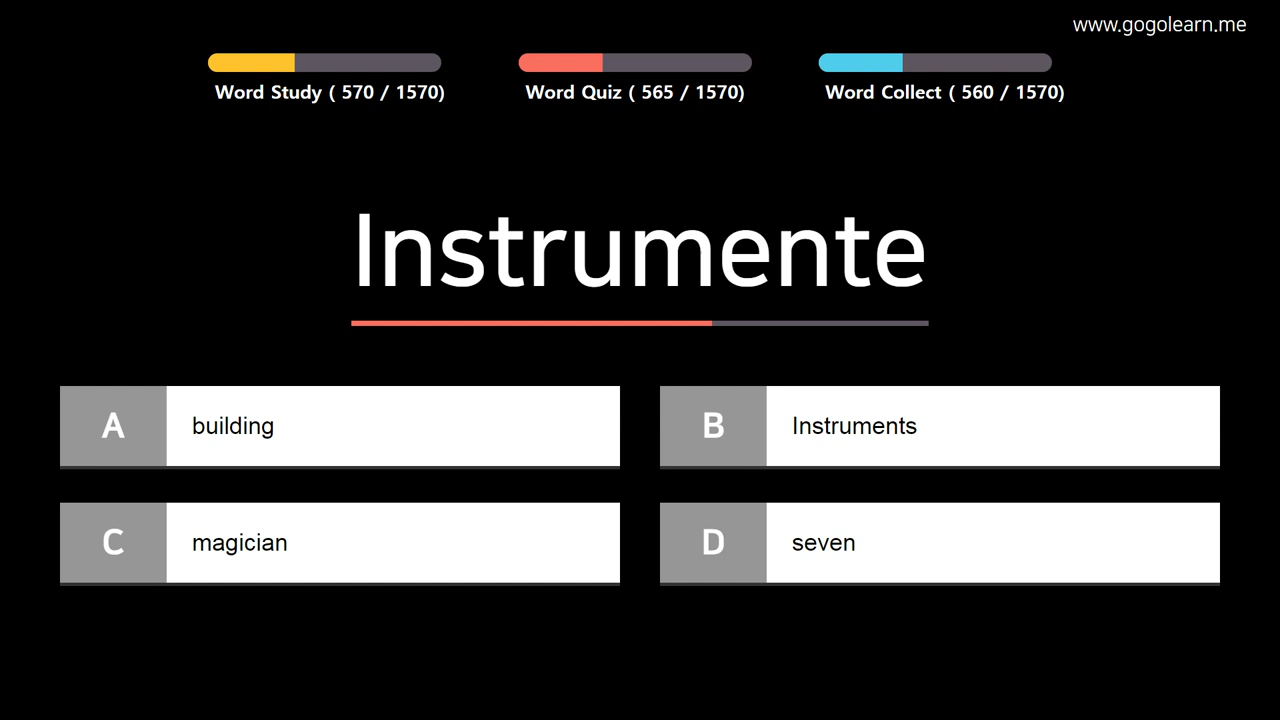 www.gogolearn.me
Word Study ( 570 / 1570)
Word Quiz ( 565 / 1570)
Word Collect ( 560 / 1570)
Instrumente
A building
B Instruments
C magician
D seven